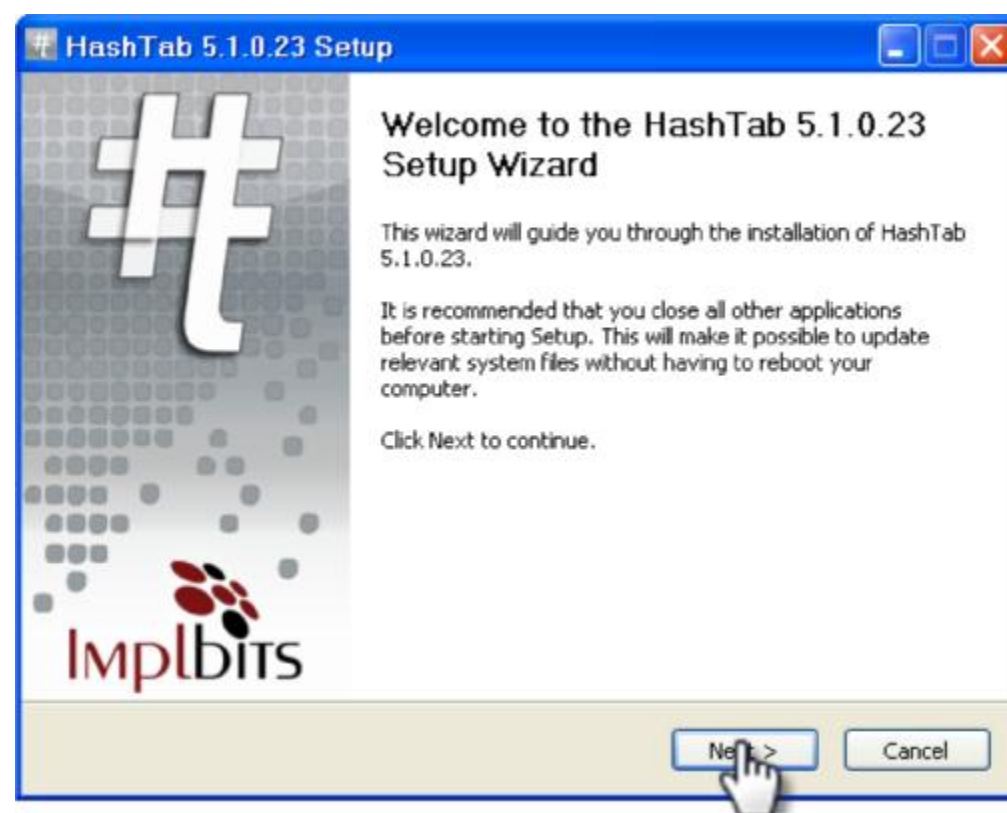 HashTab 5.1.0.23 Setup
Welcome to the HashTab 5.1.0.23
Setup Wizard
This wizard will guide you through the installation of HashTab
5.1.0.23.
It is recommended that you close all other applications
before starting Setup. This will make it possible to update
relevant system files without having to reboot your
computer.
Click Next to continue.
Implbits
Next >
Cancel